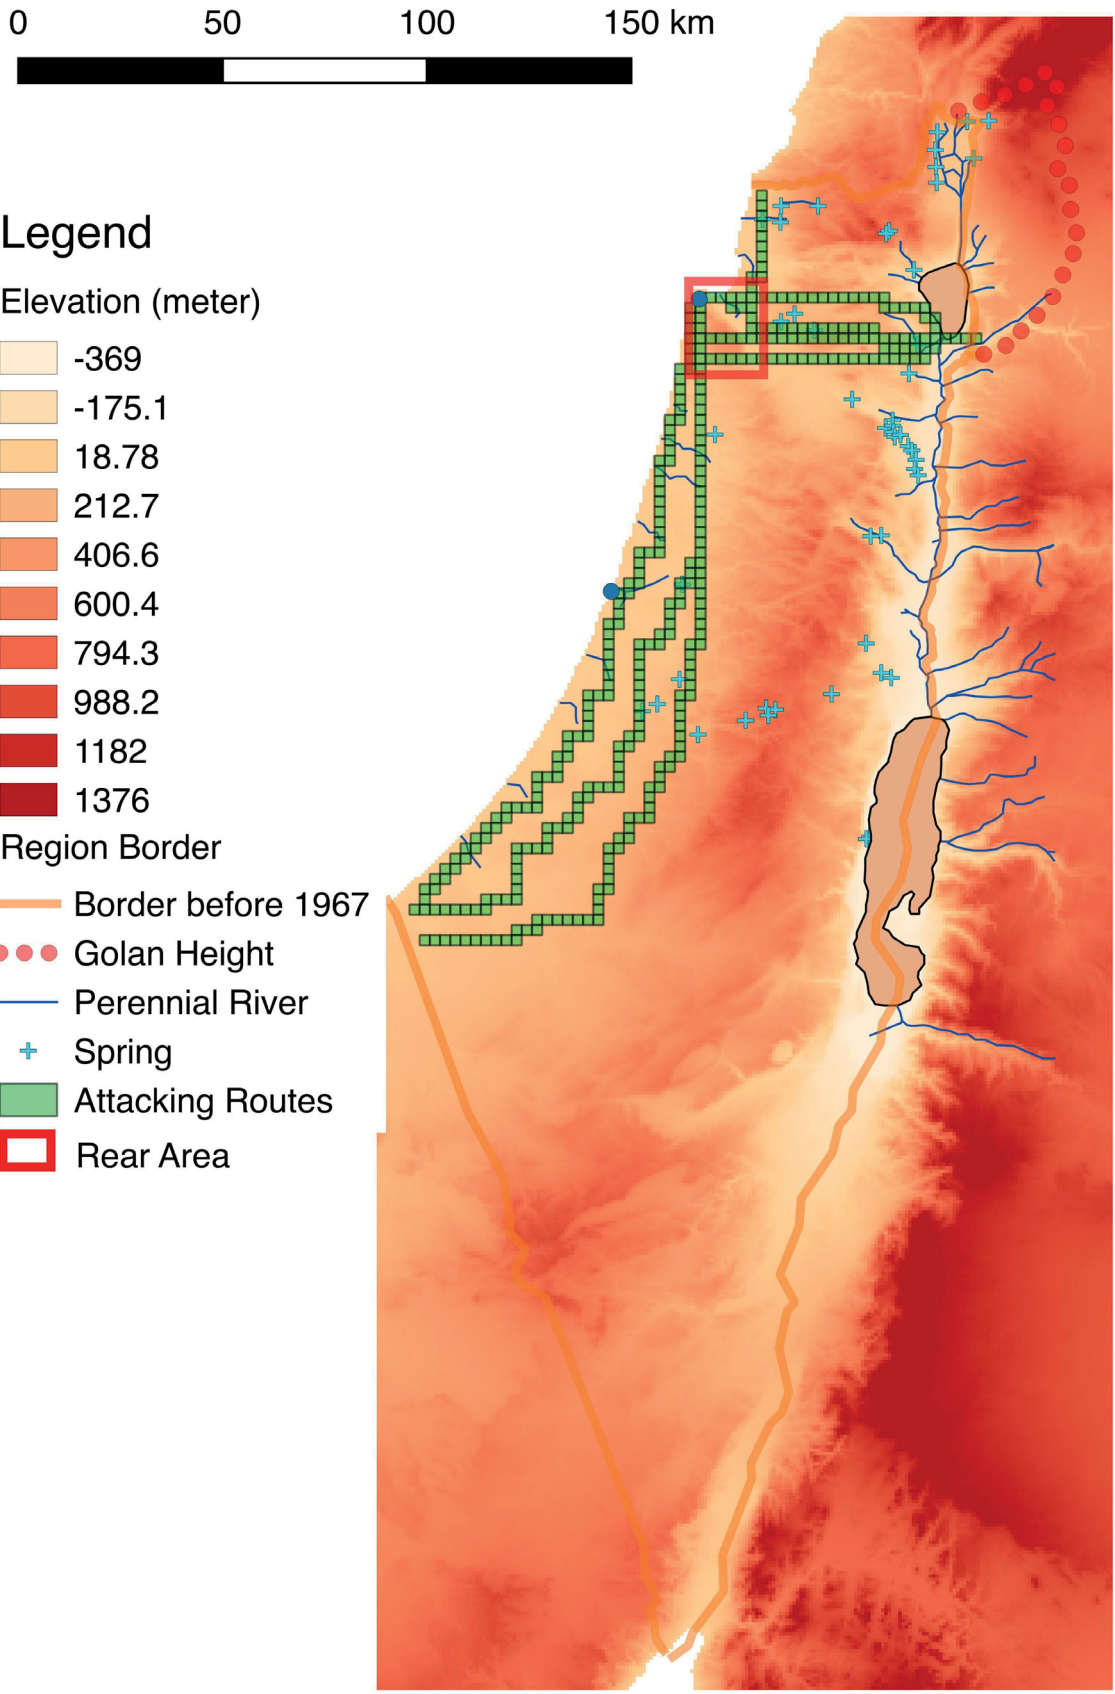 0 50 100 150 km
Legend
Elevation (meter)
-369
-175.1
18.78
212.7
406.6
600.4
794.3
988.2
1182
1376
Region Border
Border before 1967
Golan Height
Perennial River
Spring
Attacking Routes
Rear Area